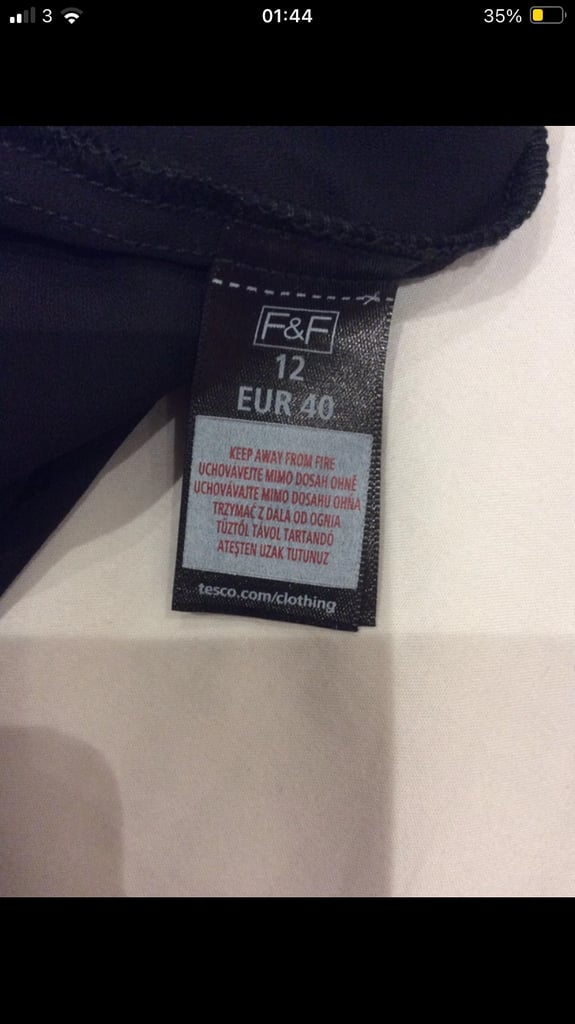 3 01:44 35%
F&F
12
EUR 40
KEEP AWAY FROM FIRE
UCHOVÁVEJTE MIMO DOSAH OHNĚ
UCHOVÁVAJTE MIMO DOSAHU OHŇA
TRZYMAĆ Z DALA OD OGNIA
TŰZTŐL TÁVOL TARTANDÓ
ATEŞTEN UZAK TUTUNUZ
tesco.com/clothing